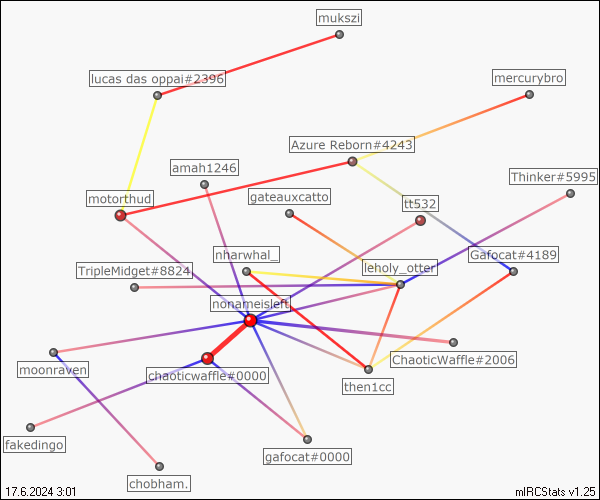 mukszi
lucas das oppai#2396
mercurybro
Azure Reborn#4243
amah1246
Thinker#5995
motorthud
gateauxcatto
tt532
nharwhal_
Gafocat#4189
TripleMidget#8824
leholy_otter
nonameisleft
ChaoticWaffle#2006
moonraven
chaoticwaffle#0000
then1cc
fakedingo
gafocat#0000
chobham.
17.6.2024 3:01
mIRCStats v1.25